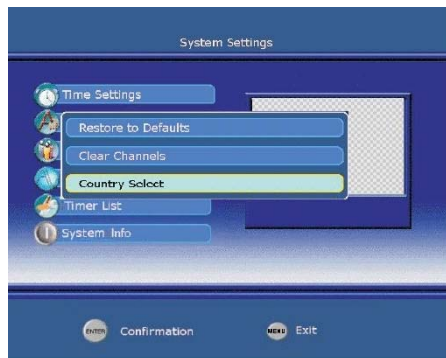 System Settings
Time Settings
Restore to Defaults
Clear Channels
Country Select
Timer List
System Info
ENTER Confirmation MENU Exit